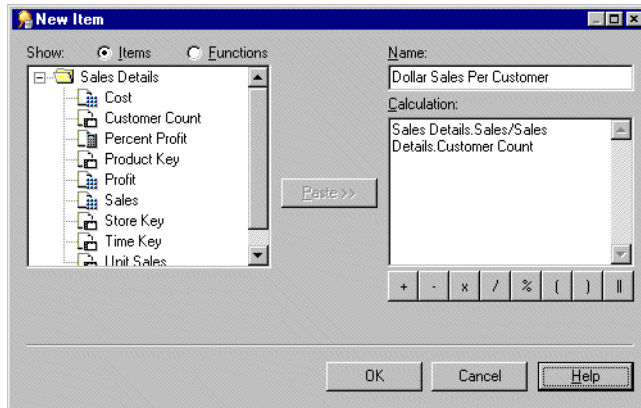 New Item
Show: Items Functions
Sales Details
Cost
Customer Count
Percent Profit
Product Key
Profit
Sales
Store Key
Time Key
Unit Sales
Paste >>
Name:
Dollar Sales Per Customer
Calculation:
Sales Details.Sales/Sales
Details.Customer Count
+ - x / % ( ) ||
OK Cancel Help